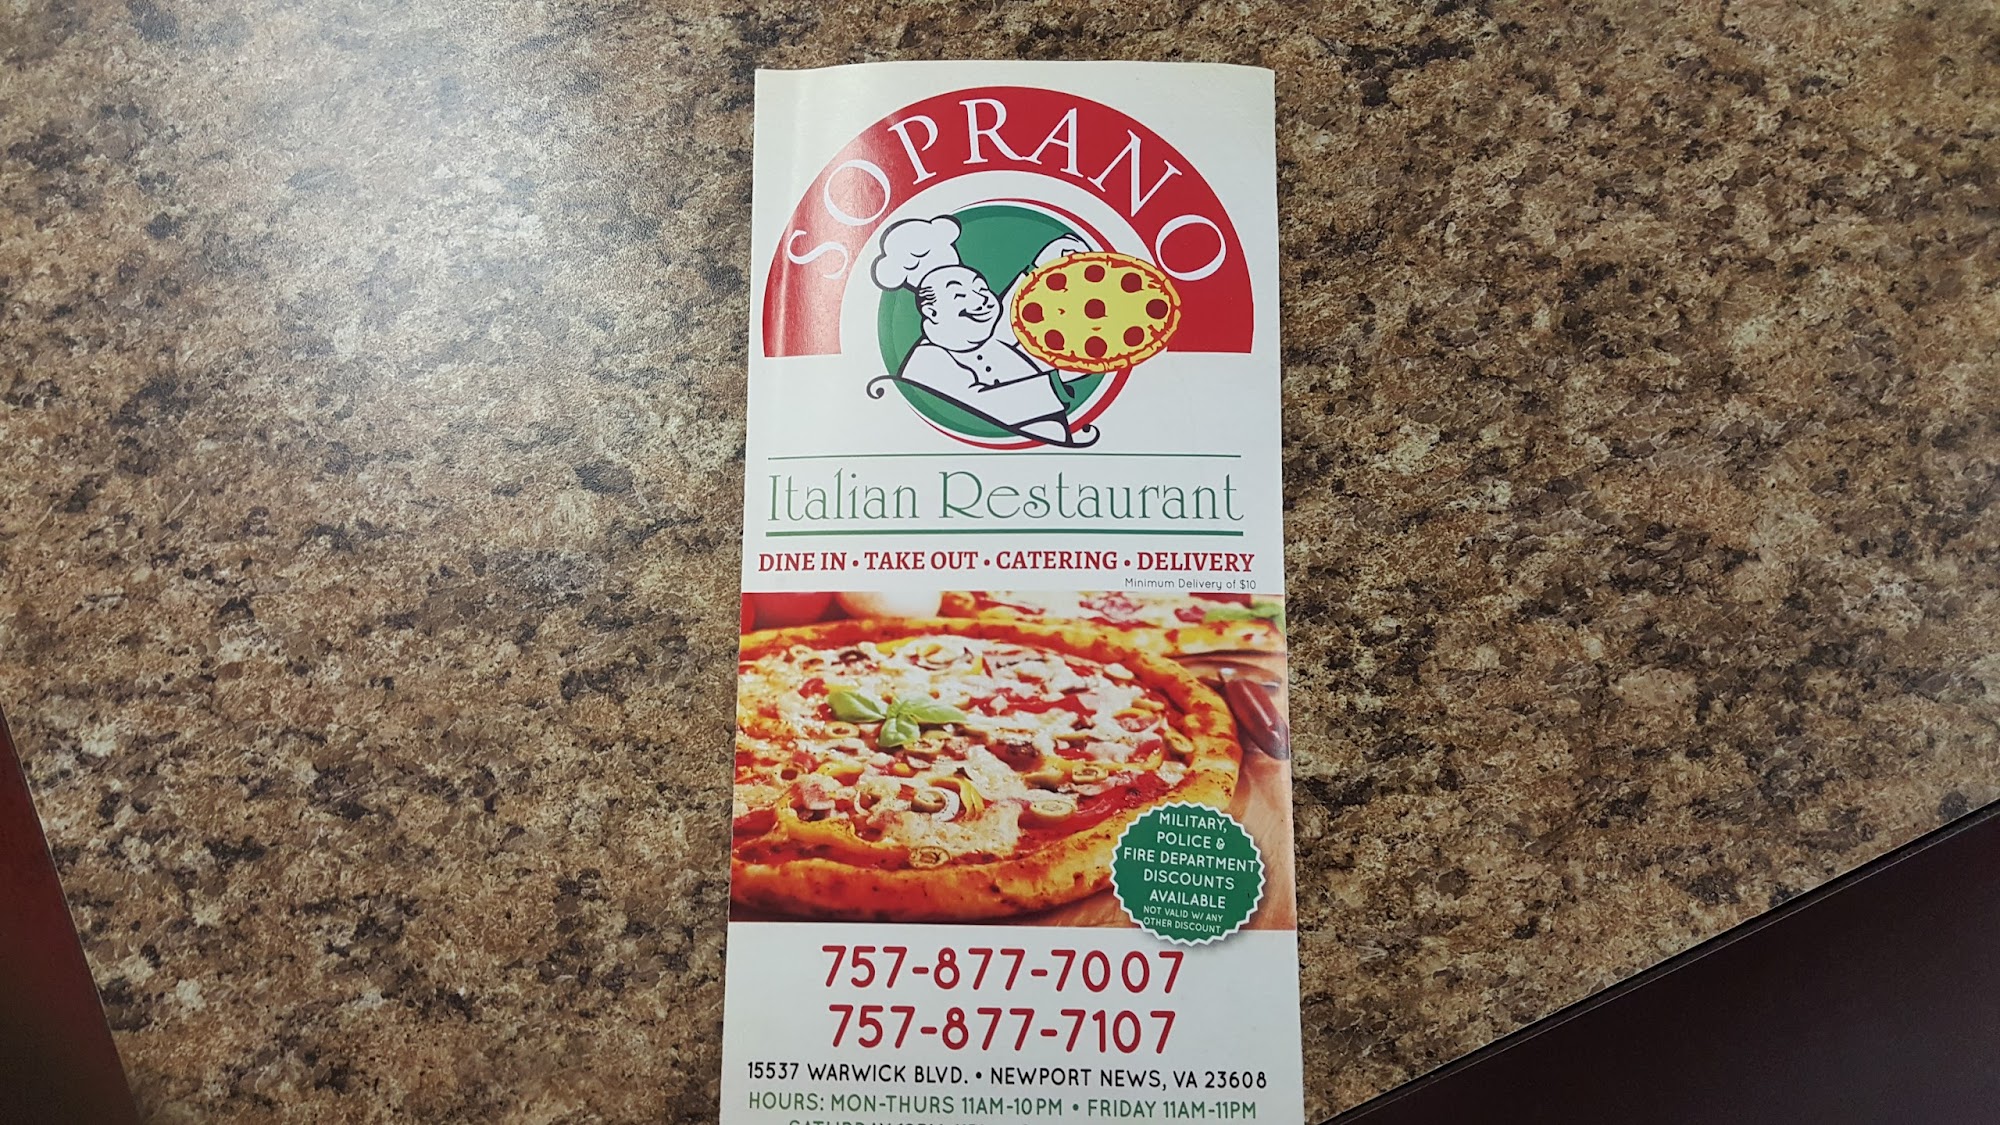 SOPRANO
Italian Restaurant
DINE IN • TAKE OUT • CATERING • DELIVERY
Minimum Delivery of $10
MILITARY,
POLICE &
FIRE DEPARTMENT
DISCOUNTS
AVAILABLE
NOT VALID W/ ANY
OTHER DISCOUNT
757-877-7007
757-877-7107
15537 WARWICK BLVD. • NEWPORT NEWS, VA 23608
HOURS: MON-THURS 11AM-10PM • FRIDAY 11AM-11PM
SATURDAY